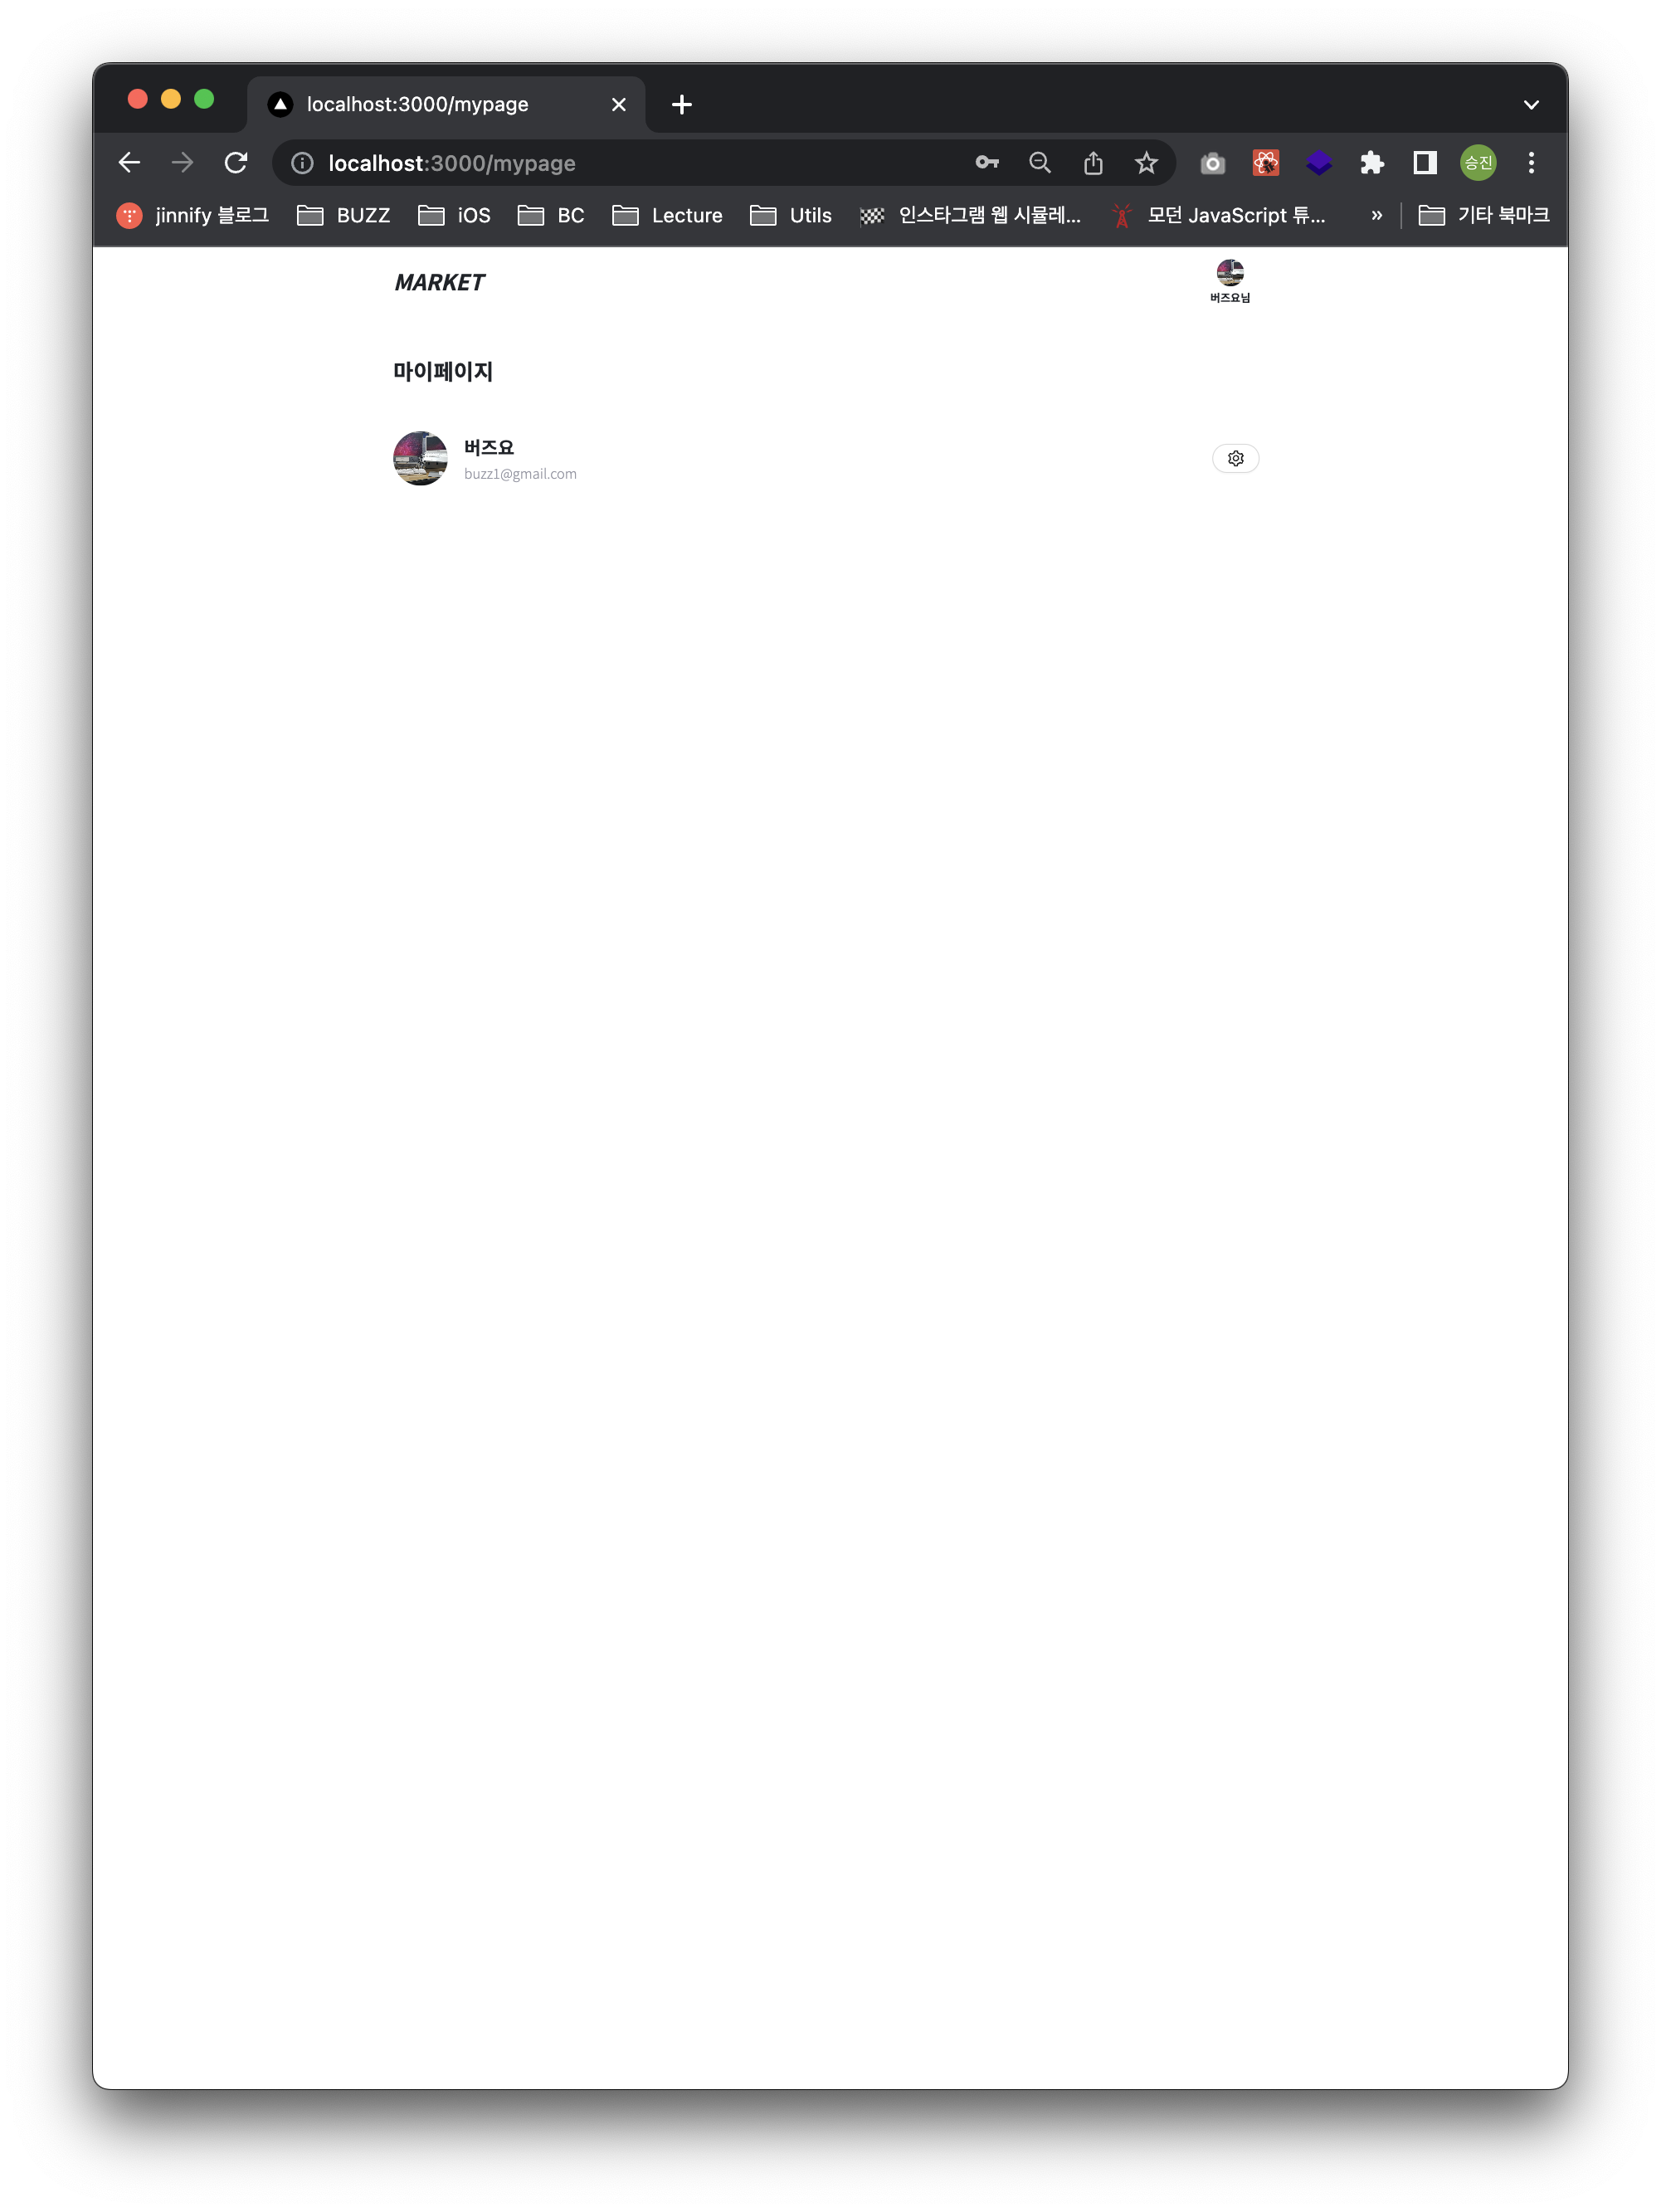 localhost:3000/mypage
localhost:3000/mypage
승진
jinnify 블로그 BUZZ iOS BC Lecture Utils 인스타그램 웹 시뮬레... 모던 JavaScript 튜... » 기타 북마크
MARKET
버즈요님
마이페이지
버즈요
buzz1@gmail.com